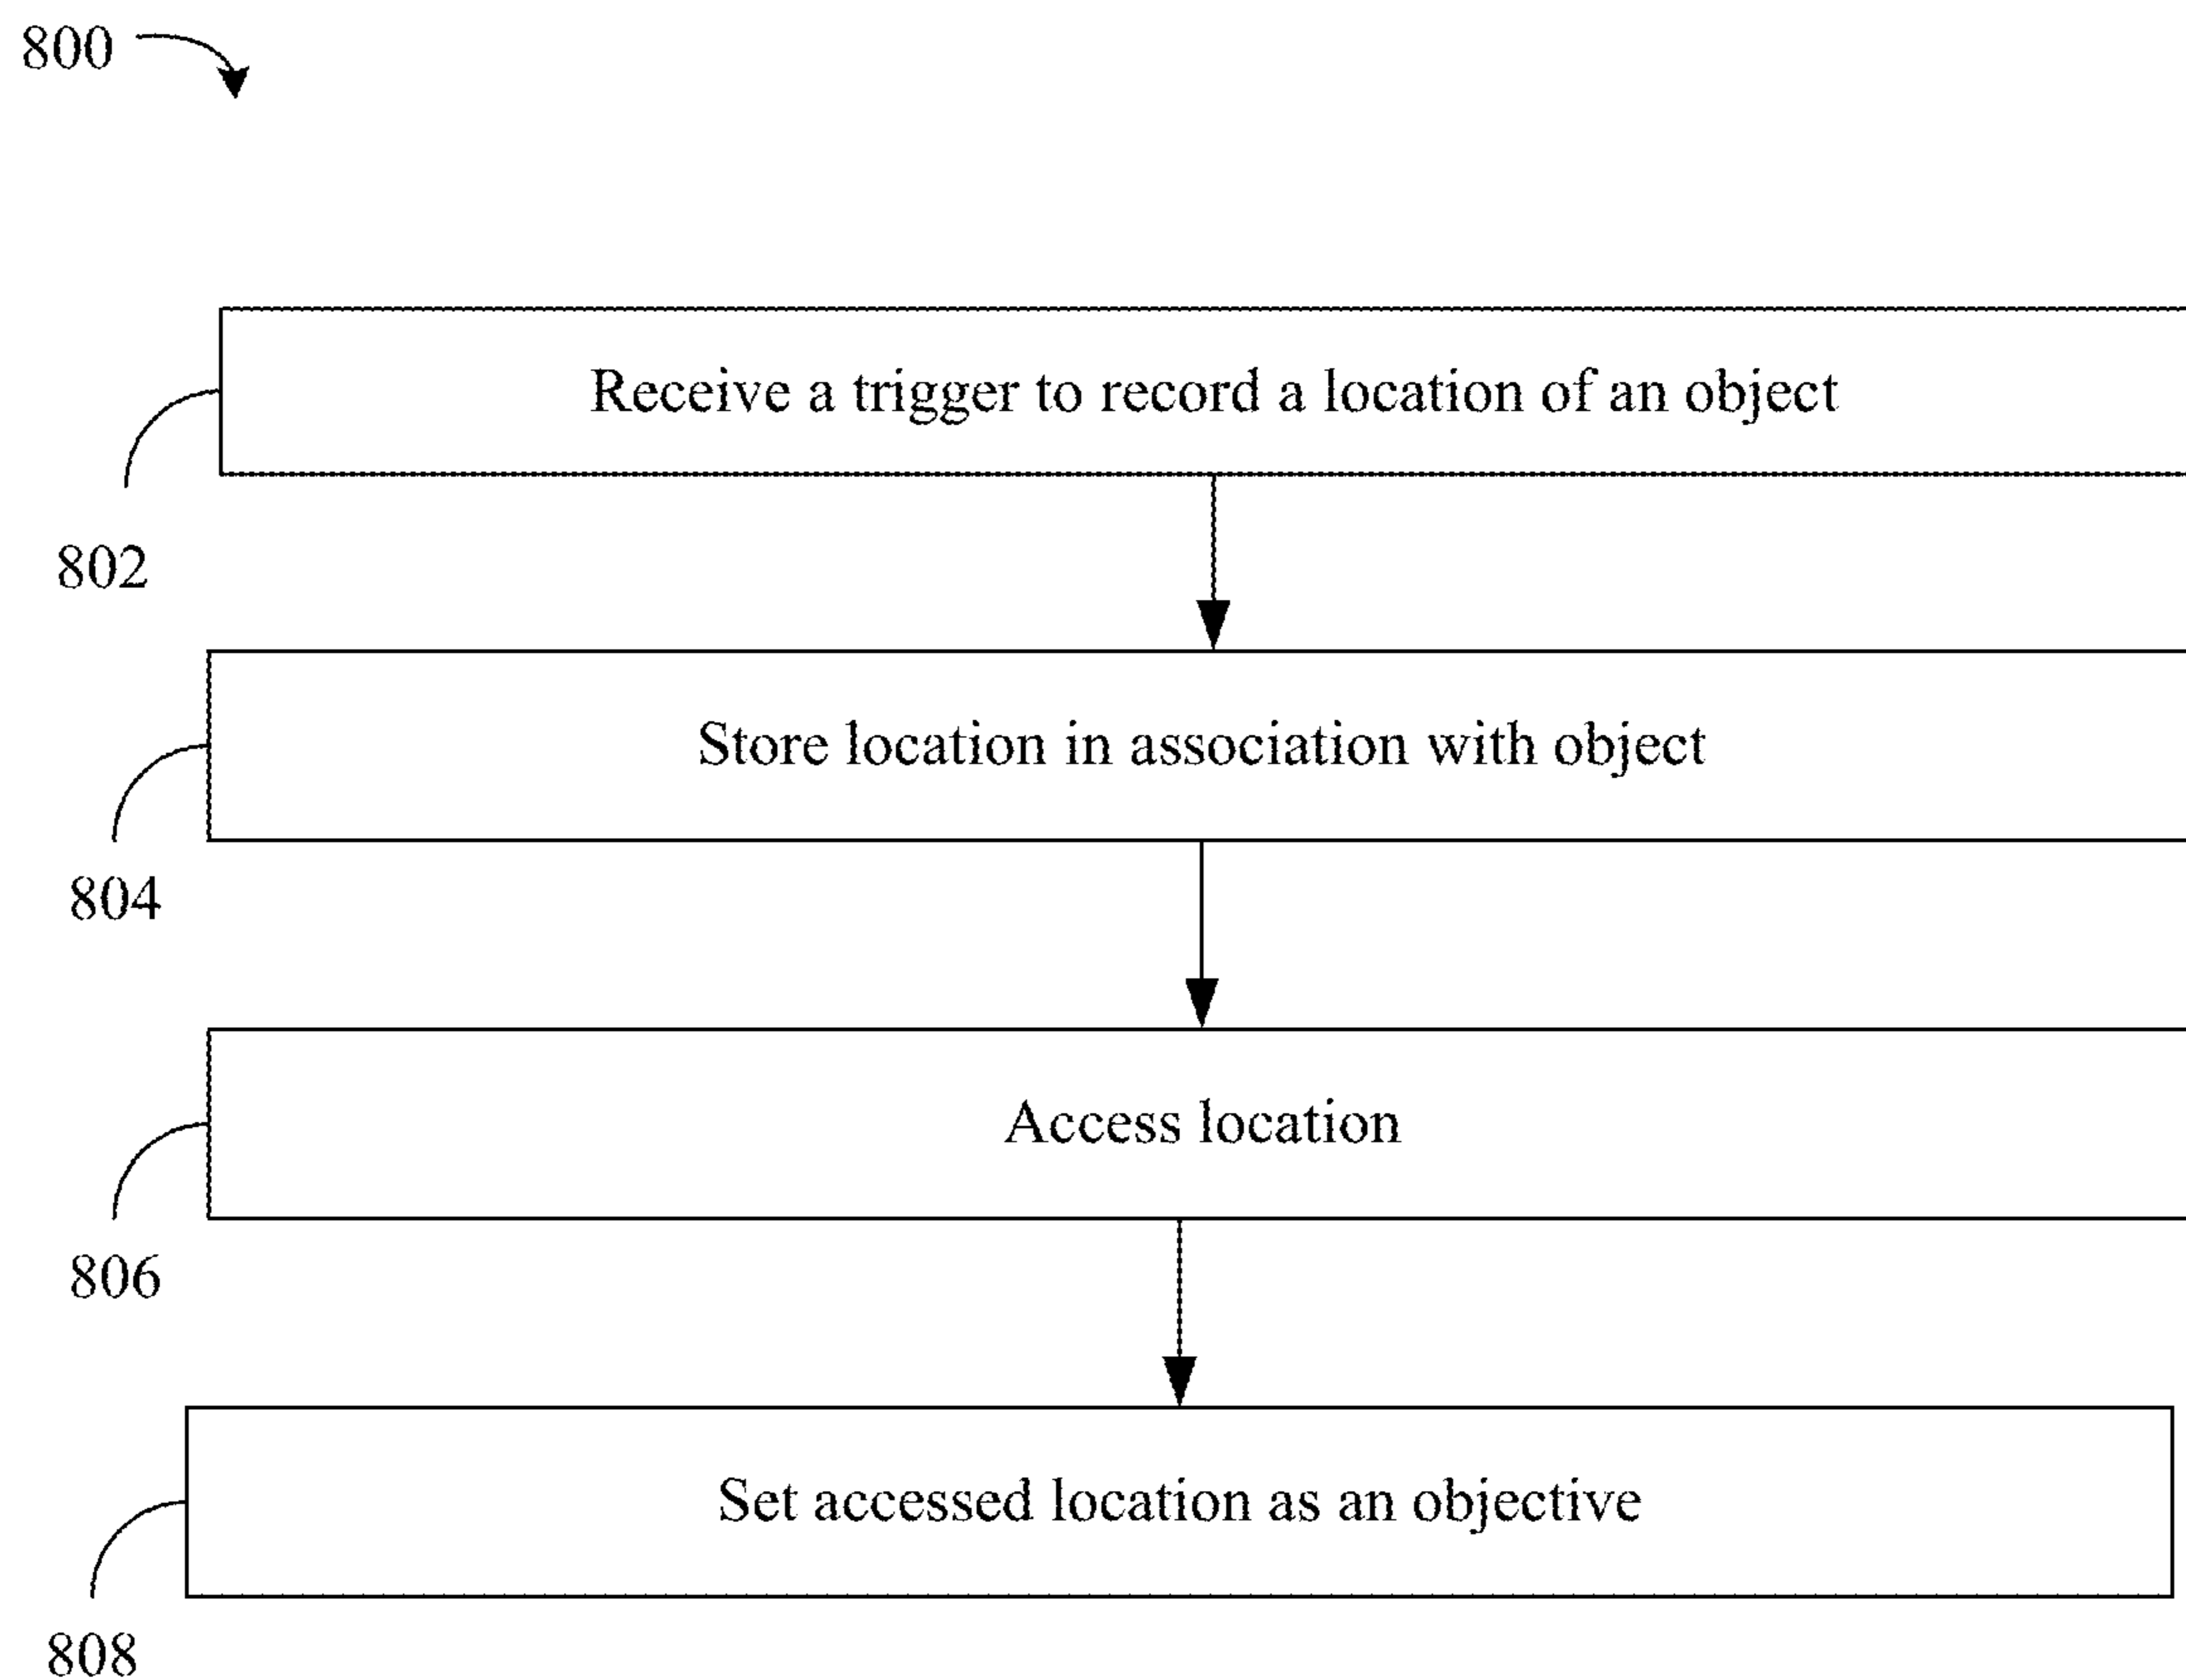 800
Receive a trigger to record a location of an object
802
Store location in association with object
804
Access location
806
Set accessed location as an objective
808